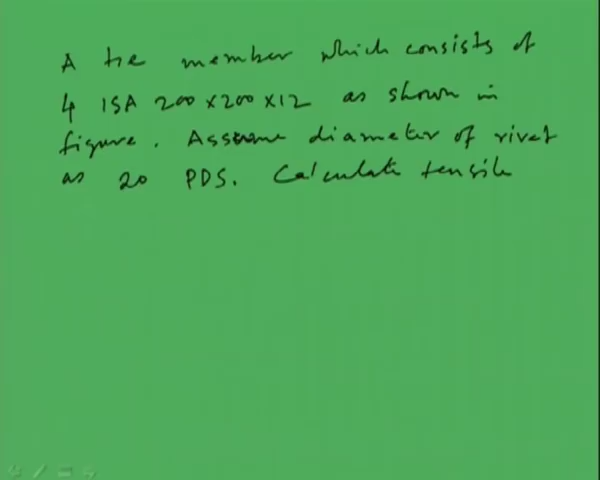 A tie member which consists of
4 ISA 200 × 200 × 12 as shown in
figure. Assume diameter of rivet
as 20 PDS. Calculate tensile